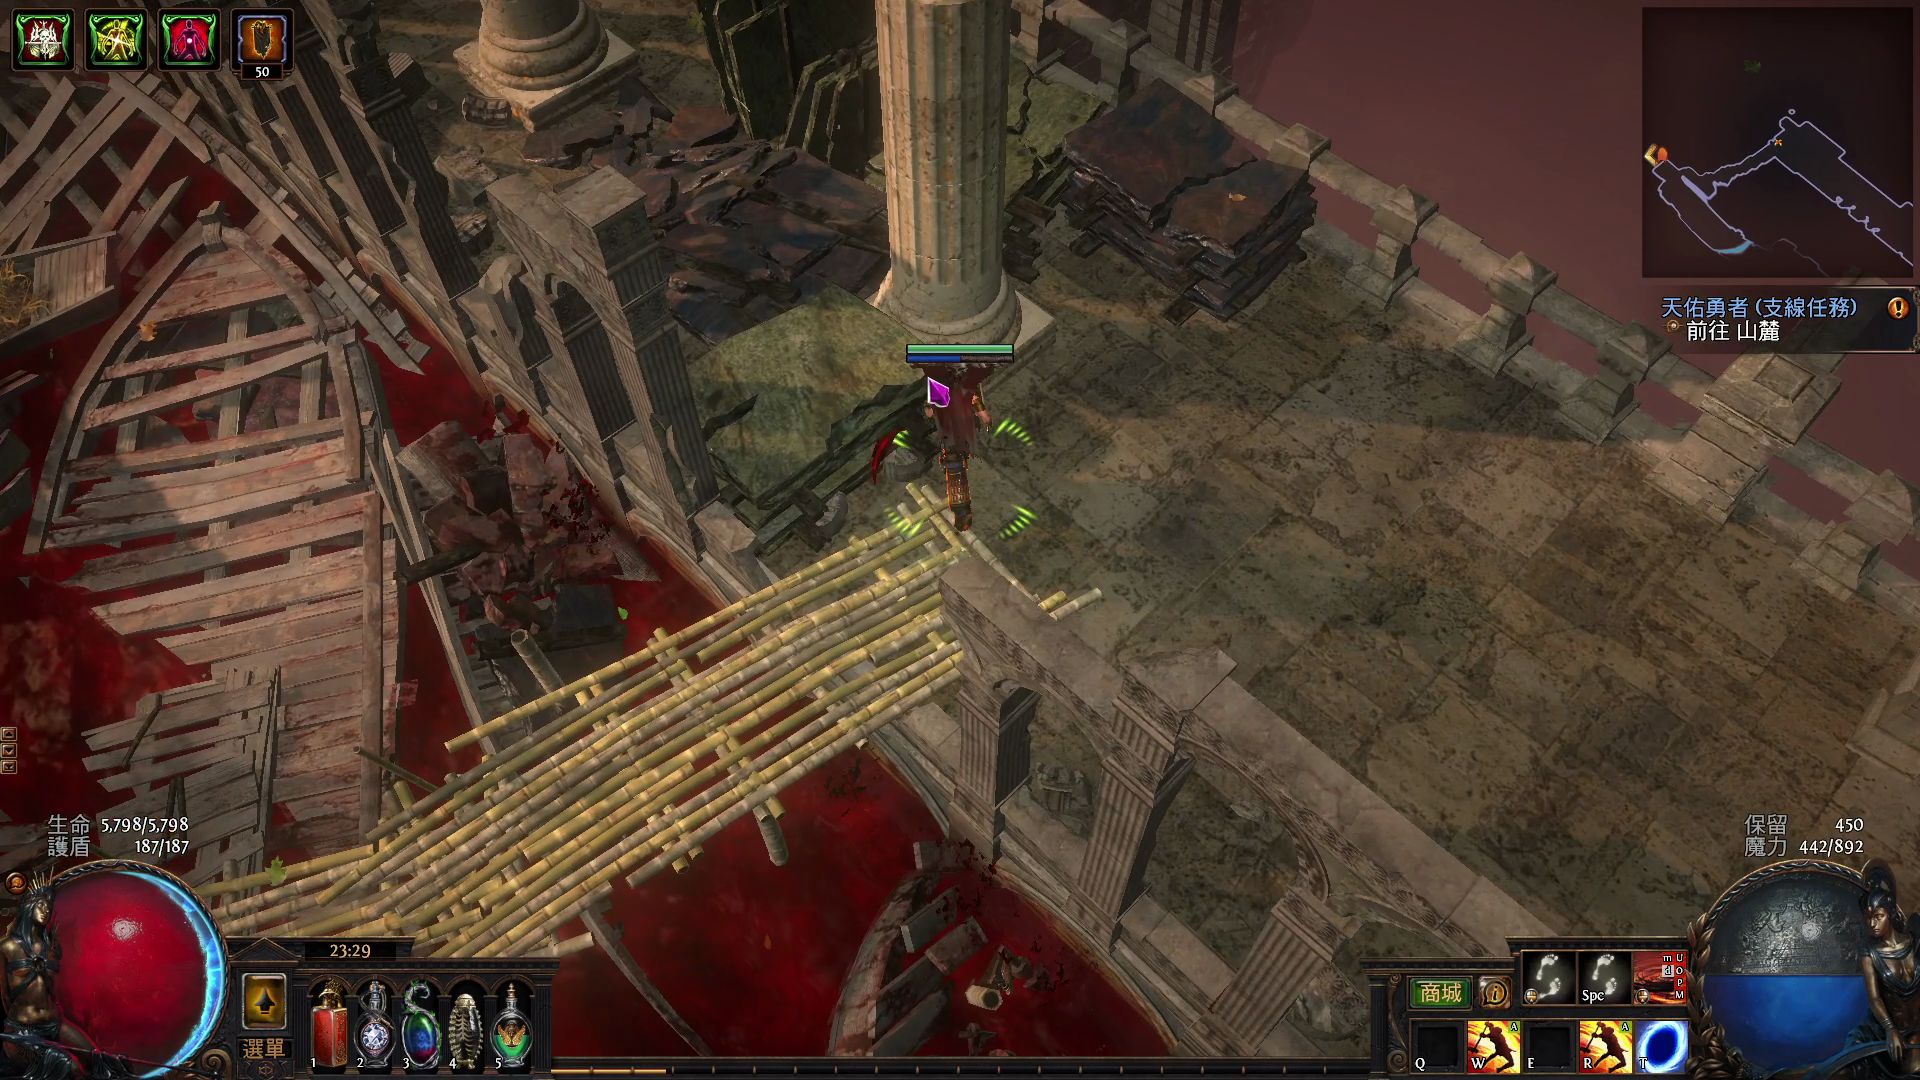 50
天佑勇者 (支線任務)
前往 山麓
生命 5,798/5,798
護盾 187/187
保留 450
魔力 442/892
23:29
選單
1
2
3
4
5
商城
Spc
m U
d O
P
M
Q
W
A
E
R
A
T